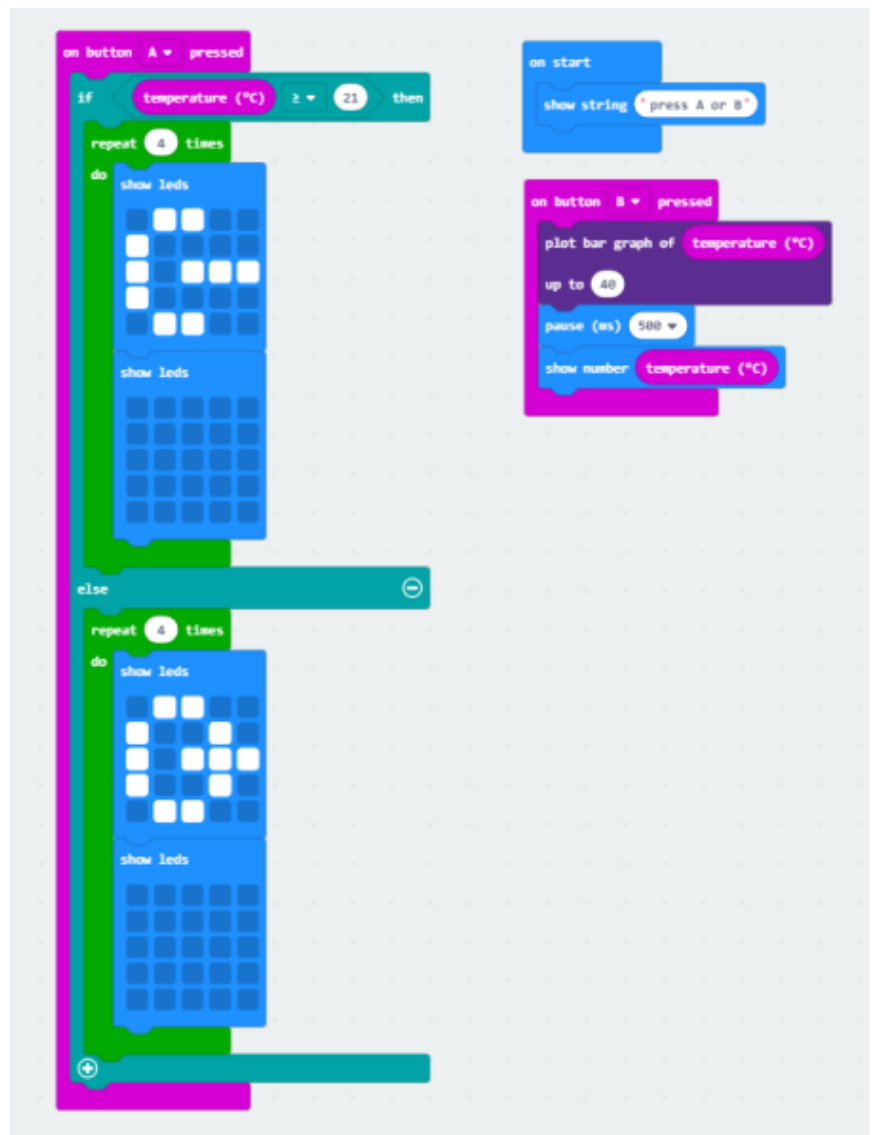 on button A pressed
if temperature (°C) ≥ 21 then
repeat 4 times
do
show leds
show leds
else
repeat 4 times
do
show leds
show leds
on start
show string "press A or B"
on button B pressed
plot bar graph of temperature (°C)
up to 40
pause (ms) 500
show number temperature (°C)